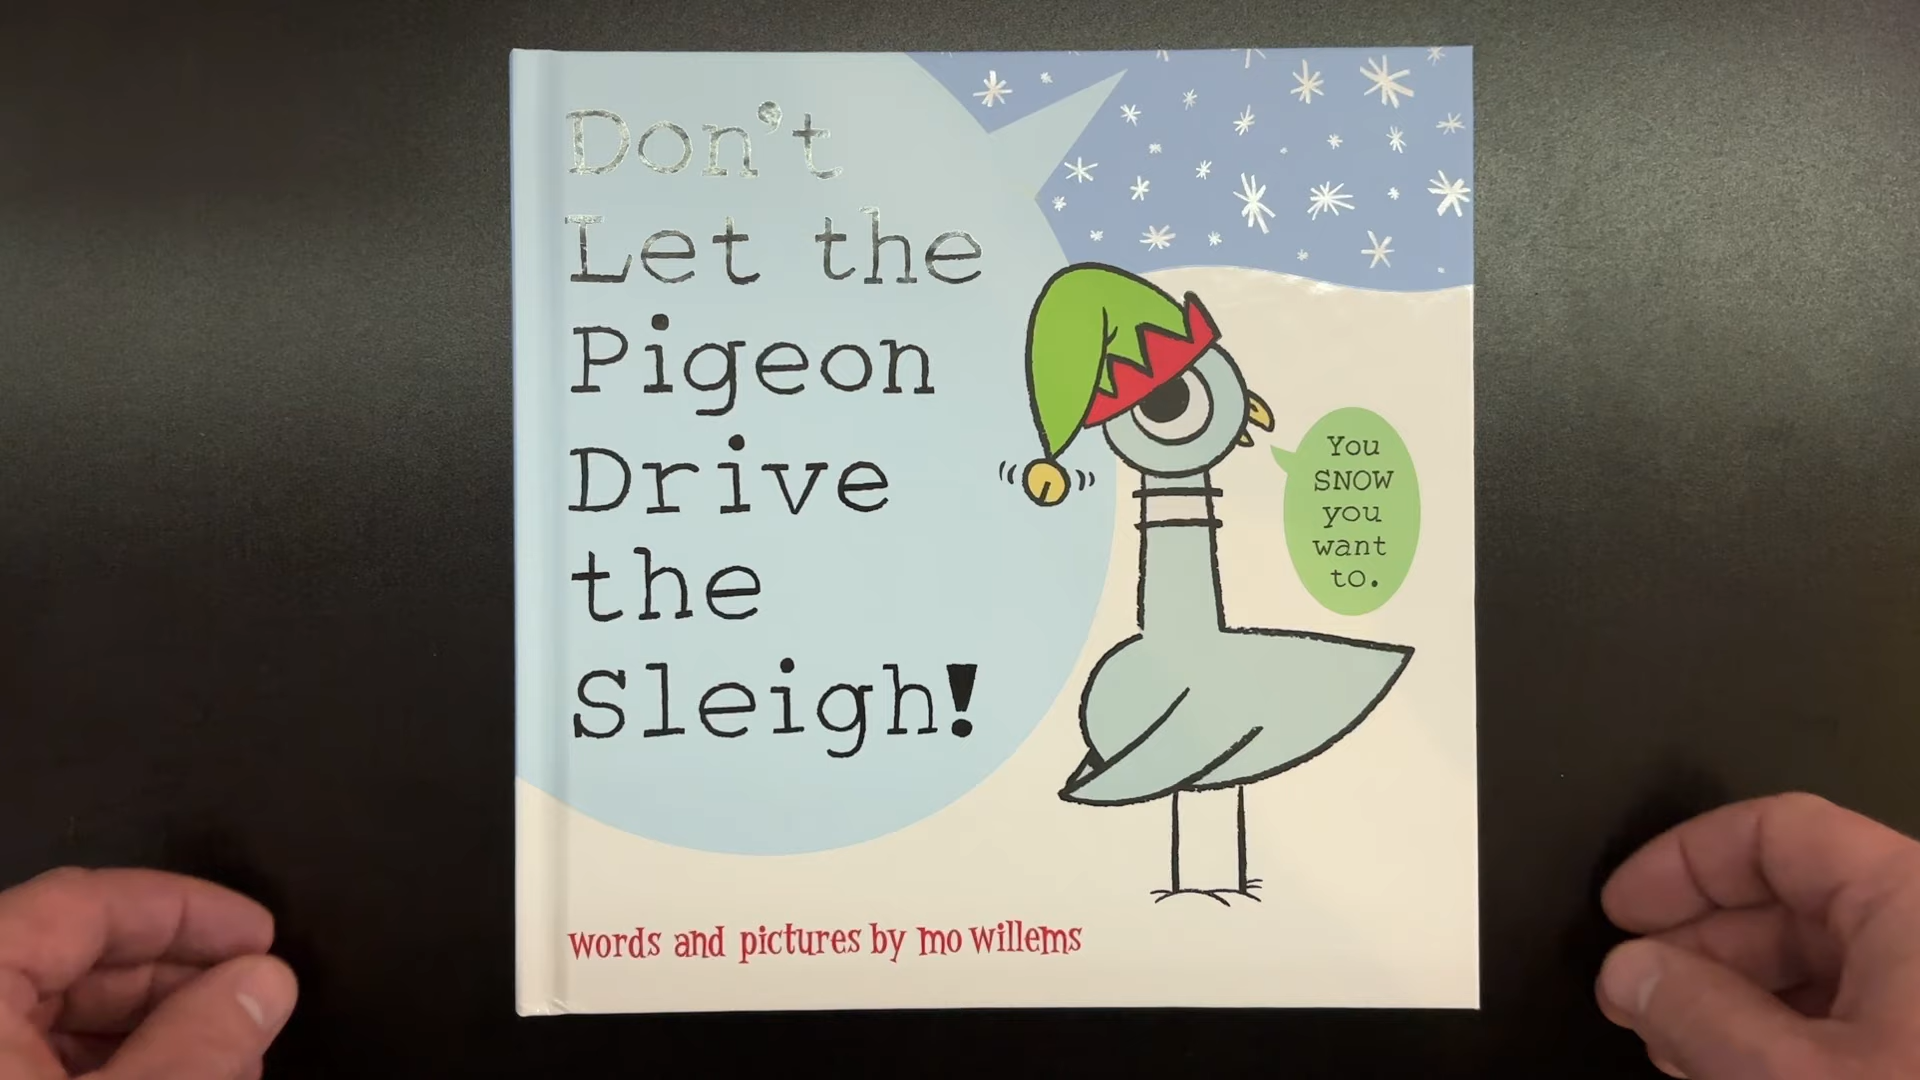 Don't
Let the
Pigeon
Drive
the
Sleigh!
You
SNOW
you
want
to.
words and pictures by mo willems